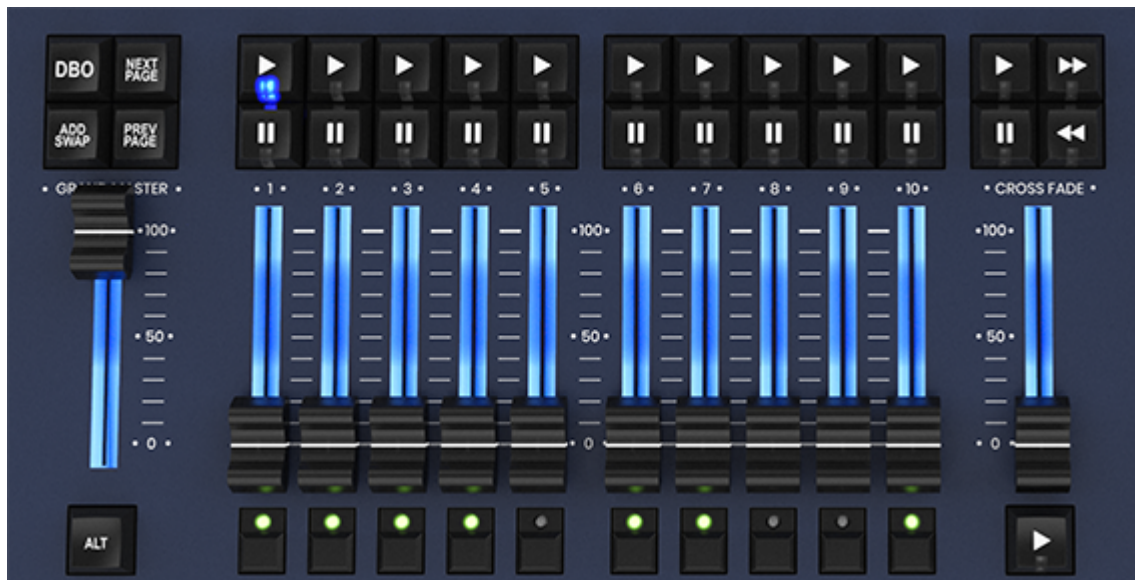 DBO
NEXT
PAGE
ADD
SWAP
PREV
PAGE
• 1 • • 2 • • 3 • • 4 • • 5 • • 6 • • 7 • • 8 • • 9 • •10• • CROSS FADE •
•100• •100• •100•
• 50 • • 50 • • 50 •
• 0 • • 0 • • 0 •
ALT